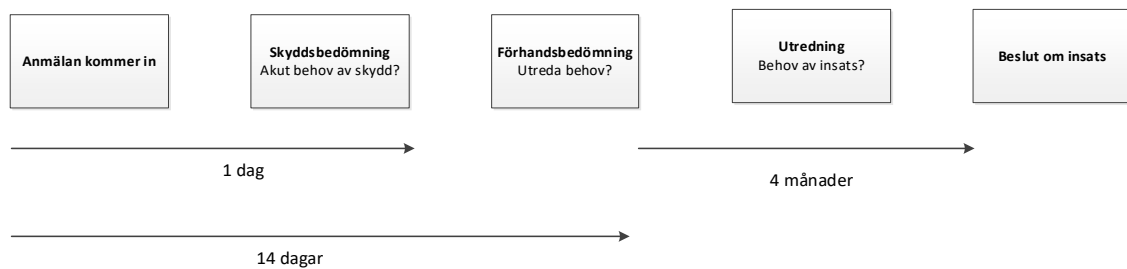 Anmälan kommer in
Skyddsbedömning
Akut behov av skydd?
Förhandsbedömning
Utreda behov?
Utredning
Behov av insats?
Beslut om insats
1 dag
4 månader
14 dagar